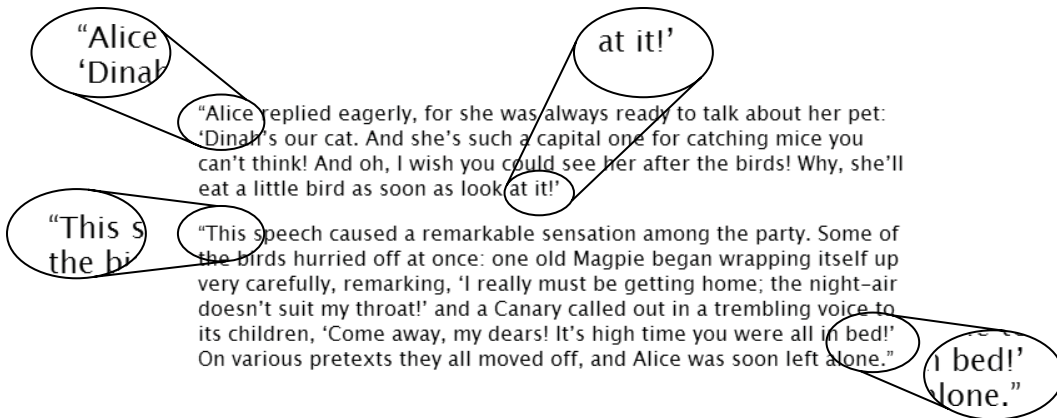 “Alice
‘Dinah
at it!’
“Alice replied eagerly, for she was always ready to talk about her pet:
‘Dinah’s our cat. And she’s such a capital one for catching mice you
can’t think! And oh, I wish you could see her after the birds! Why, she’ll
eat a little bird as soon as look at it!’
“This s
the bi
“This speech caused a remarkable sensation among the party. Some of
the birds hurried off at once: one old Magpie began wrapping itself up
very carefully, remarking, ‘I really must be getting home; the night-air
doesn’t suit my throat!’ and a Canary called out in a trembling voice to
its children, ‘Come away, my dears! It’s high time you were all in bed!’
On various pretexts they all moved off, and Alice was soon left alone.”
bed!’
lone.”